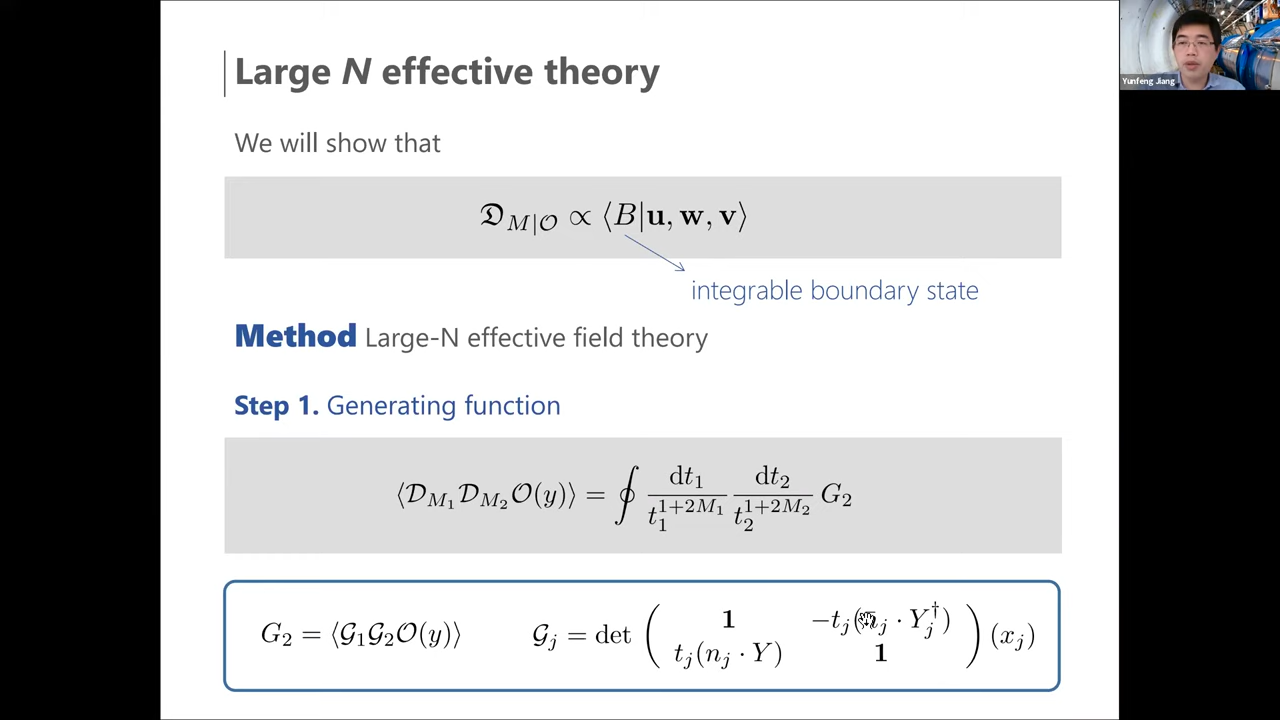 Large N effective theory
Yunfeng Jiang
We will show that
𝔇_{M|𝒪} ∝ ⟨B|u, w, v⟩
integrable boundary state
Method Large-N effective field theory
Step 1. Generating function
⟨𝒟_{M_1} 𝒟_{M_2} 𝒪(y)⟩ = ∮ dt_1/t_1^{1+2M_1} dt_2/t_2^{1+2M_2} G_2
G_2 = ⟨𝒢_1 𝒢_2 𝒪(y)⟩ 𝒢_j = det ( 1 −t_j( _j · Y_j^†) ; t_j(n_j · Y) 1 ) (x_j)